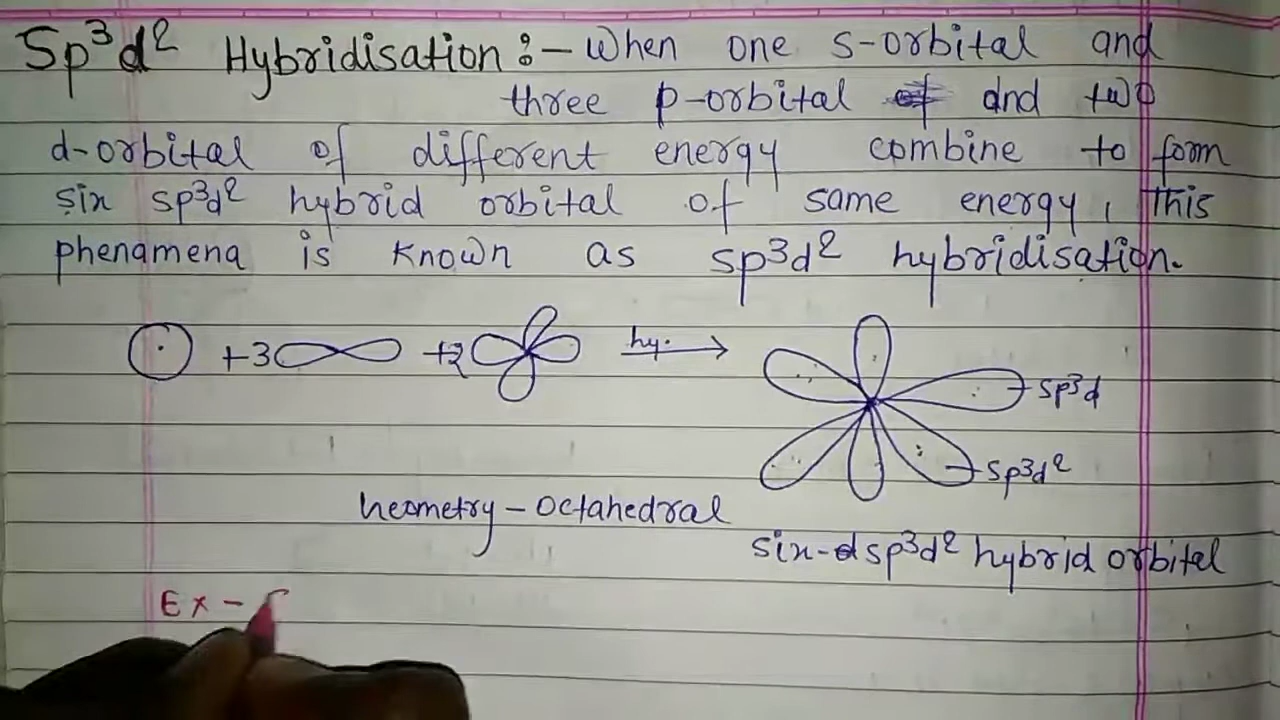 Sp³d² Hybridisation :- When one s-orbital and
three p-orbital and two
d-orbital of different energy combine to form
six sp³d² hybrid orbital of same energy, this
phenamena is known as sp³d² hybridisation.
+3 +2 hy.
sp³d
sp³d²
Geometry - Octahedral
six-sp³d² hybrid orbital
Ex -